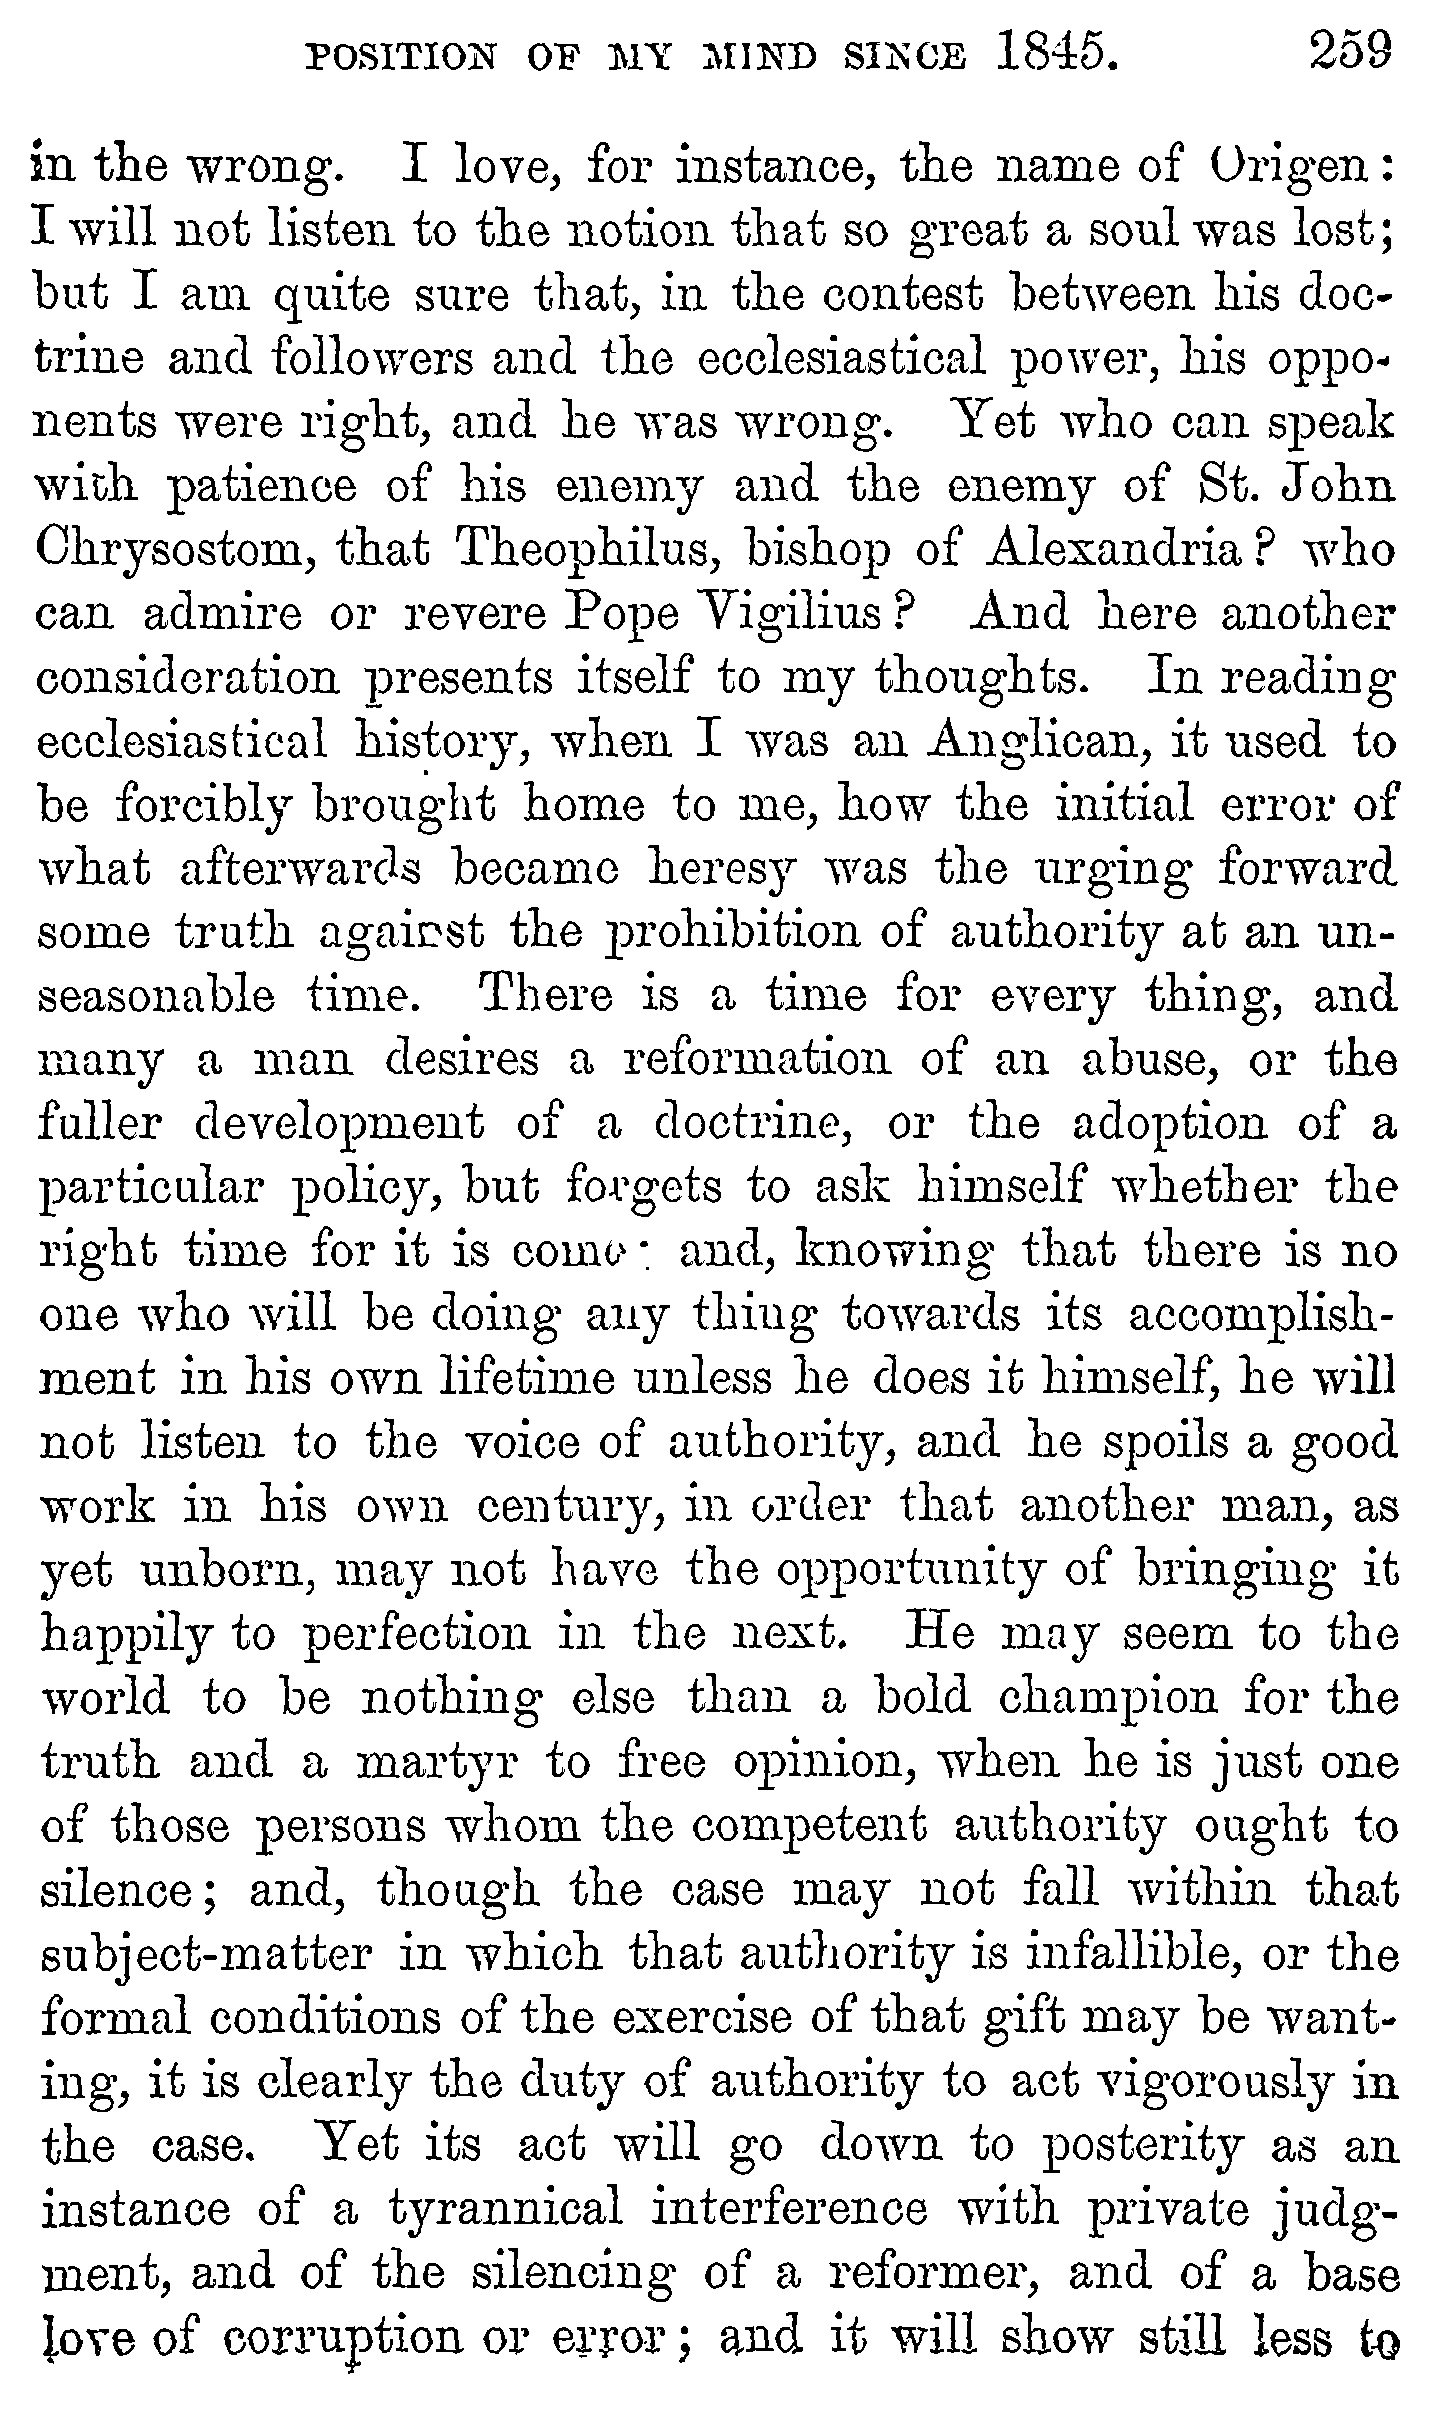 POSITION OF MY MIND SINCE 1845. 259
in the wrong. I love, for instance, the name of Origen:
I will not listen to the notion that so great a soul was lost;
but I am quite sure that, in the contest between his doc-
trine and followers and the ecclesiastical power, his oppo-
nents were right, and he was wrong. Yet who can speak
with patience of his enemy and the enemy of St. John
Chrysostom, that Theophilus, bishop of Alexandria? who
can admire or revere Pope Vigilius? And here another
consideration presents itself to my thoughts. In reading
ecclesiastical history, when I was an Anglican, it used to
be forcibly brought home to me, how the initial error of
what afterwards became heresy was the urging forward
some truth against the prohibition of authority at an un-
seasonable time. There is a time for every thing, and
many a man desires a reformation of an abuse, or the
fuller development of a doctrine, or the adoption of a
particular policy, but forgets to ask himself whether the
right time for it is come: and, knowing that there is no
one who will be doing any thing towards its accomplish-
ment in his own lifetime unless he does it himself, he will
not listen to the voice of authority, and he spoils a good
work in his own century, in order that another man, as
yet unborn, may not have the opportunity of bringing it
happily to perfection in the next. He may seem to the
world to be nothing else than a bold champion for the
truth and a martyr to free opinion, when he is just one
of those persons whom the competent authority ought to
silence; and, though the case may not fall within that
subject-matter in which that authority is infallible, or the
formal conditions of the exercise of that gift may be want-
ing, it is clearly the duty of authority to act vigorously in
the case. Yet its act will go down to posterity as an
instance of a tyrannical interference with private judg-
ment, and of the silencing of a reformer, and of a base
love of corruption or error; and it will show still less to